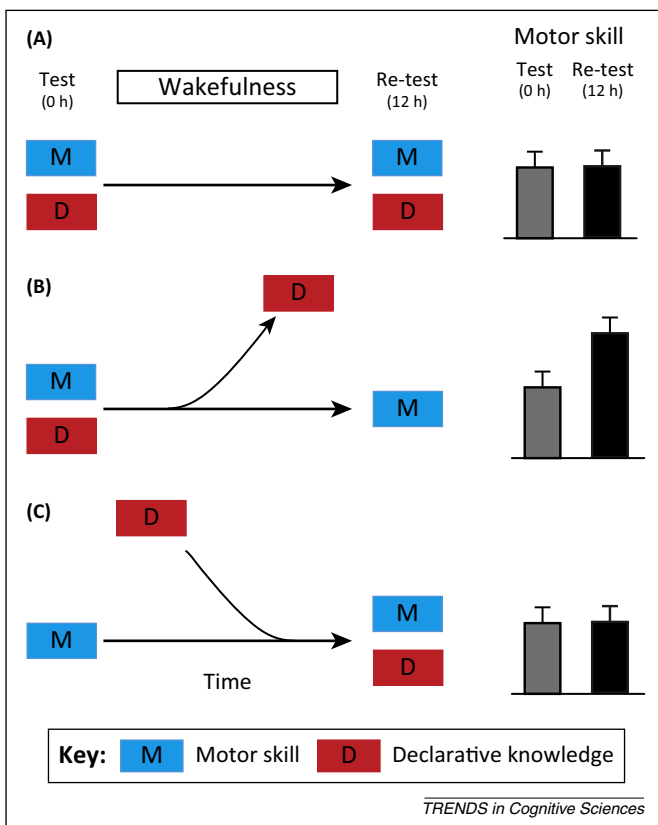 (A)
Motor skill
Test
(0 h)
Wakefulness
Re-test
(12 h)
Test
(0 h)
Re-test
(12 h)
M
M
D
D
(B)
D
M
M
D
(C)
D
M
M
D
Time
Key: M Motor skill D Declarative knowledge
TRENDS in Cognitive Sciences